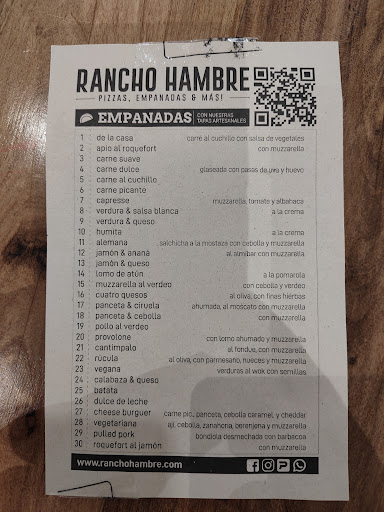 RANCHO HAMBRE
PIZZAS, EMPANADAS & MÁS!
EMPANADAS CON NUESTRAS TAPAS ARTESANALES
1 de la casa carne al cuchillo con salsa de vegetales
2 apio al roquefort con muzzarella
3 carne suave
4 carne dulce glaseado con pasas de uva y huevo
5 carne al cuchillo
6 carne picante
7 capresse muzzarella, tomate y albahaca
8 verdura & salsa blanca a la crema
9 verdura & queso
10 humita a la crema
11 alemana salchicha a la mostaza con cebolla y muzzarella
12 jamón & ananá al almíbar con muzzarella
13 jamón & queso
14 lomo de atún a la pomarola
15 muzzarella al verdeo con cebolla y verdeo
16 cuatro quesos al oliva, con fines hierbas
17 panceta & ciruela ahumada, al moscato con muzzarella
18 panceta & cebolla con muzzarella
19 pollo al verdeo
20 provolone con lomo ahumado y muzzarella
21 cantimpalo al fondue, con muzzarella
22 rúcula al oliva, con parmesano, nueces y muzzarella
23 vegana verduras al wok con semillas
24 calabaza & queso
25 batata
26 dulce de leche
27 cheese burguer carne pic, panceta, cebolla caramel, y cheddar
28 vegetariana ají, cebolla, zanahoria, berenjena y muzzarella
29 pulled pork bondiola desmechada con barbacoa
30 roquefort al jamón con muzzarella
www.ranchohambre.com